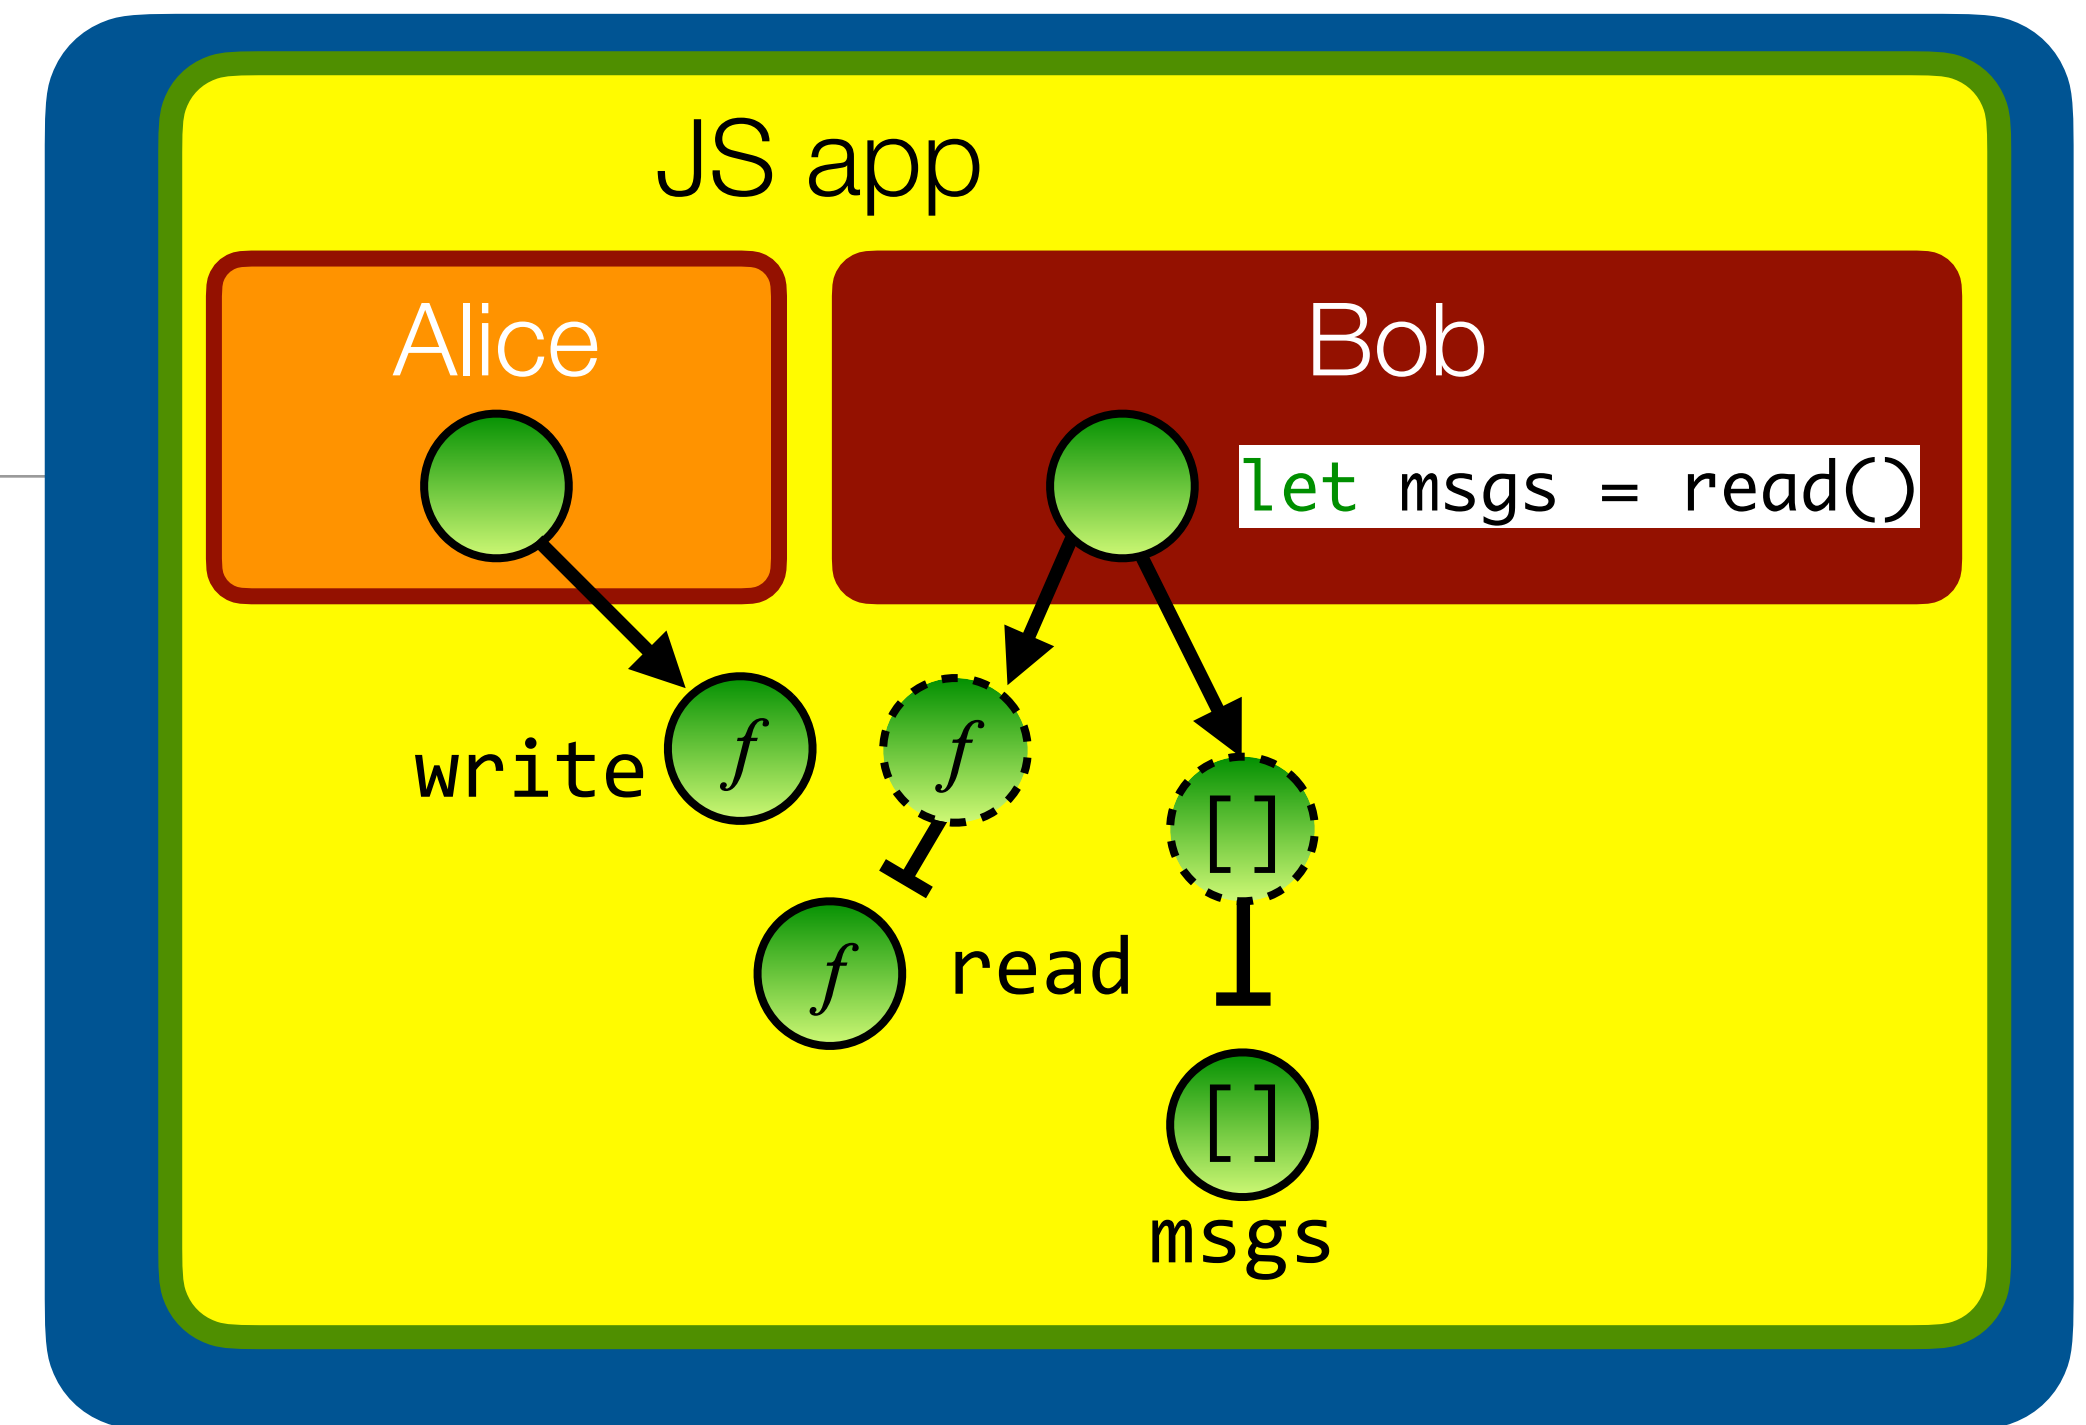 JS app
Alice
Bob
let msgs = read()
write
f
f
[]
f
read
[]
msgs